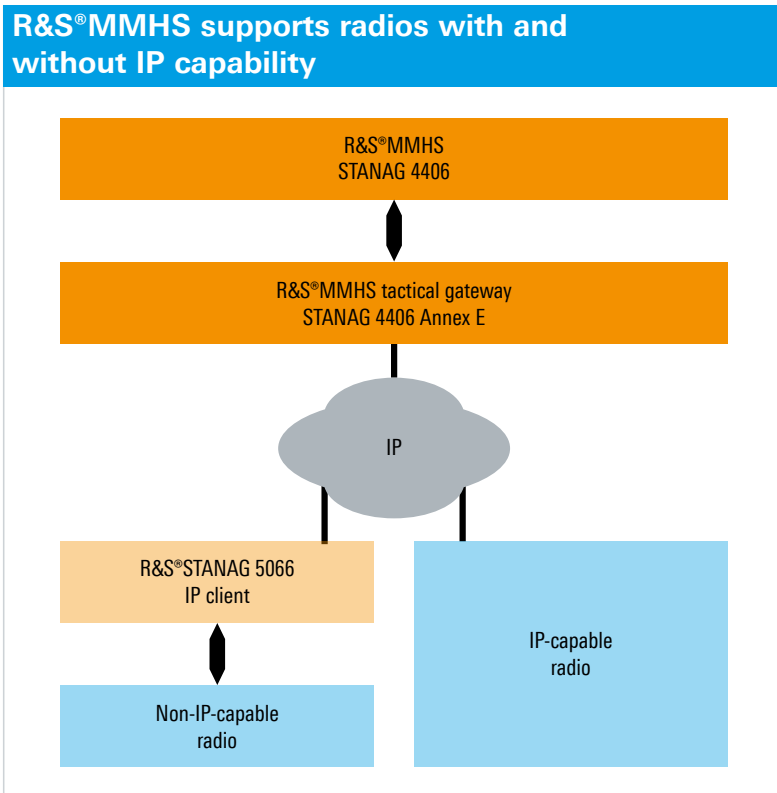 R&S®MMHS supports radios with and
without IP capability
R&S®MMHS
STANAG 4406
R&S®MMHS tactical gateway
STANAG 4406 Annex E
IP
R&S®STANAG 5066
IP client
IP-capable
radio
Non-IP-capable
radio